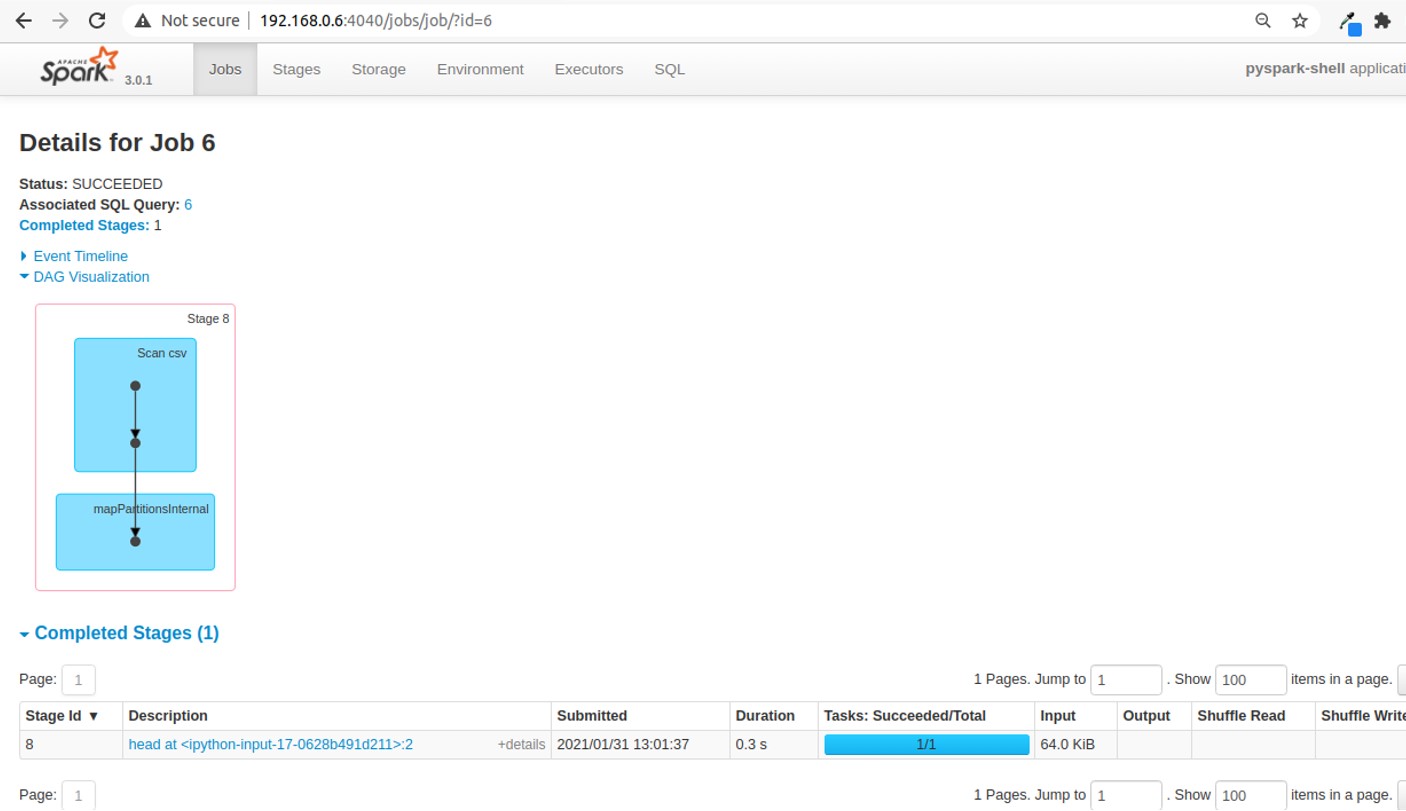 Not secure 192.168.0.6:4040/jobs/job/?id=6
APACHE Spark 3.0.1 Jobs Stages Storage Environment Executors SQL pyspark-shell applicati
Details for Job 6
Status: SUCCEEDED
Associated SQL Query: 6
Completed Stages: 1
Event Timeline
DAG Visualization
Stage 8
Scan csv
mapPartitionsInternal
Completed Stages (1)
Page: 1 1 Pages. Jump to 1 . Show 100 items in a page.
Stage Id ▼ Description Submitted Duration Tasks: Succeeded/Total Input Output Shuffle Read Shuffle Write
8 head at <ipython-input-17-0628b491d211>:2 +details 2021/01/31 13:01:37 0.3 s 1/1 64.0 KiB
Page: 1 1 Pages. Jump to 1 . Show 100 items in a page.